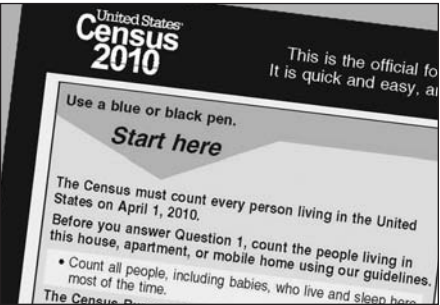 United States
Census
2010
This is the official
It is quick and easy,
Use a blue or black pen.
Start here
The Census must count every person living in the United
States on April 1, 2010.
Before you answer Question 1, count the people living in
this house, apartment, or mobile home using our guidelines.
• Count all people, including babies, who live and sleep here
most of the time.
The Census